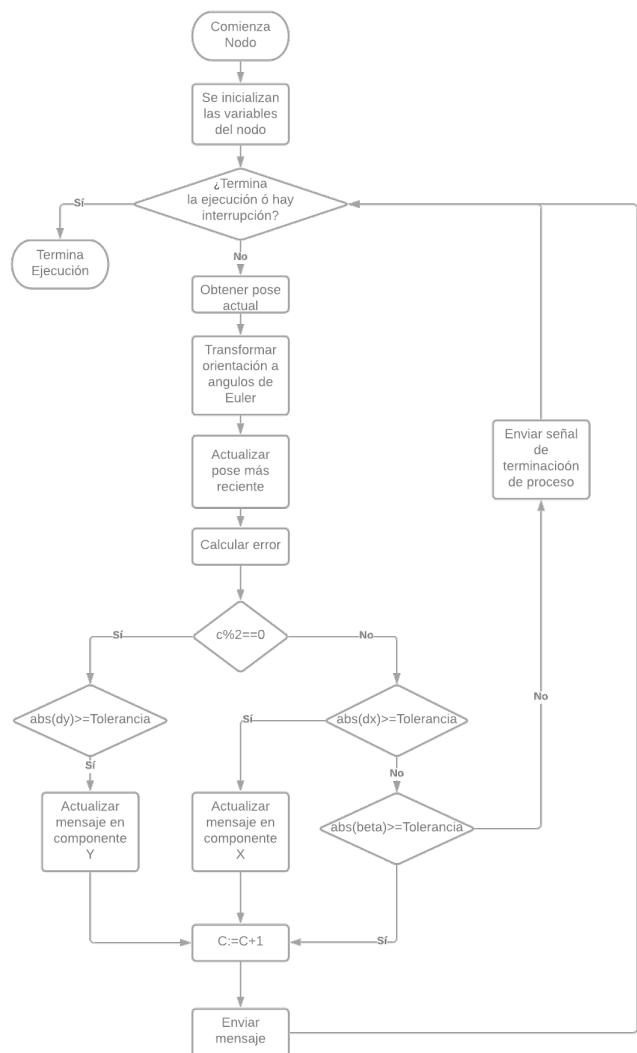 Comienza
Nodo
Se inicializan
las variables
del nodo
¿Termina
la ejecución ó hay
interrupción?
Sí
Termina
Ejecución
No
Obtener pose
actual
Transformar
orientación a
angulos de
Euler
Actualizar
pose más
reciente
Enviar señal
de
terminacioón
de proceso
Calcular error
c%2==0
Sí
No
abs(dy)>=Tolerancia
Sí
abs(dx)>=Tolerancia
No
Sí
No
Actualizar
mensaje en
componente
Y
Actualizar
mensaje en
componente
X
abs(beta)>=Tolerancia
C:=C+1
Sí
Enviar
mensaje